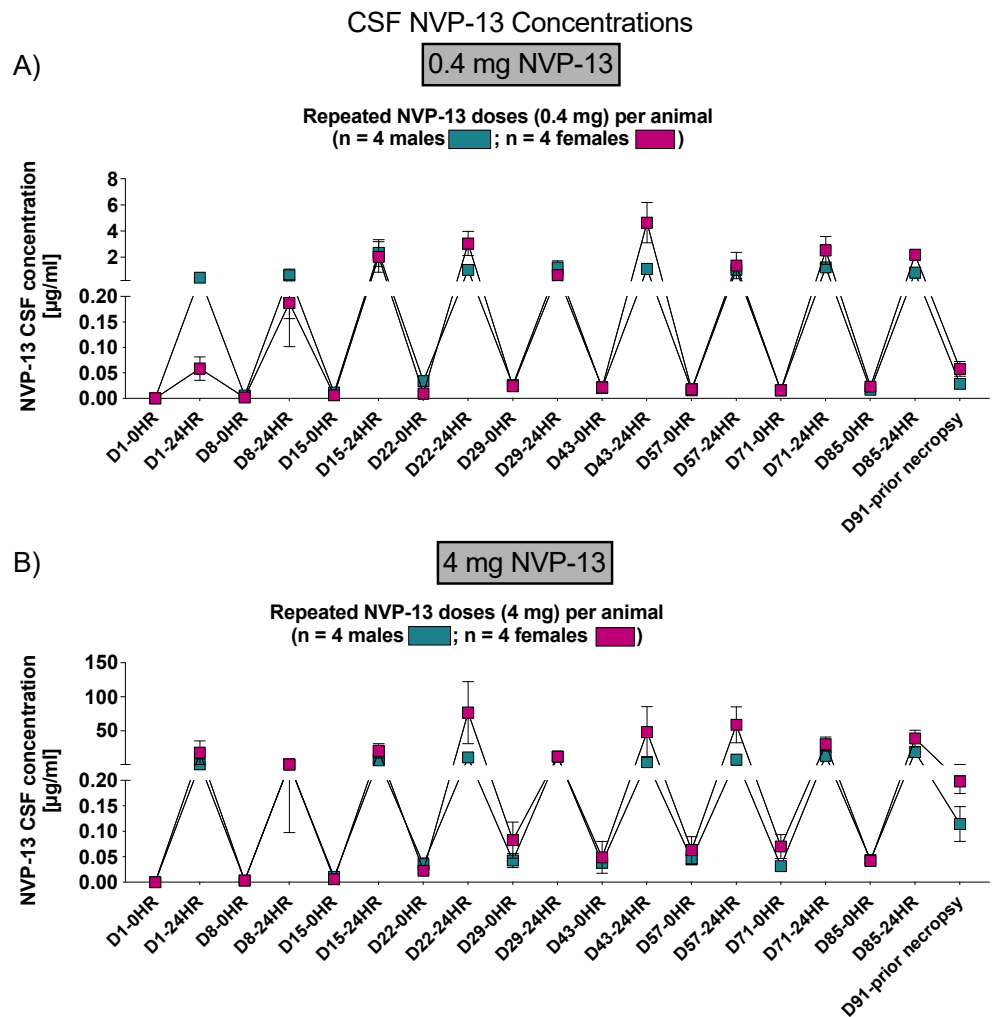 CSF NVP-13 Concentrations
A)
0.4 mg NVP-13
Repeated NVP-13 doses (0.4 mg) per animal
(n = 4 males ; n = 4 females )
NVP-13 CSF concentration
[µg/ml]
8
6
4
2
0.20
0.15
0.10
0.05
0.00
D1-0HR
D1-24HR
D8-0HR
D8-24HR
D15-0HR
D15-24HR
D22-0HR
D22-24HR
D29-0HR
D29-24HR
D43-0HR
D43-24HR
D57-0HR
D57-24HR
D71-0HR
D71-24HR
D85-0HR
D85-24HR
D91-prior necropsy
B)
4 mg NVP-13
Repeated NVP-13 doses (4 mg) per animal
(n = 4 males ; n = 4 females )
NVP-13 CSF concentration
[µg/ml]
150
100
50
0.20
0.15
0.10
0.05
0.00
D1-0HR
D1-24HR
D8-0HR
D8-24HR
D15-0HR
D15-24HR
D22-0HR
D22-24HR
D29-0HR
D29-24HR
D43-0HR
D43-24HR
D57-0HR
D57-24HR
D71-0HR
D71-24HR
D85-0HR
D85-24HR
D91-prior necropsy